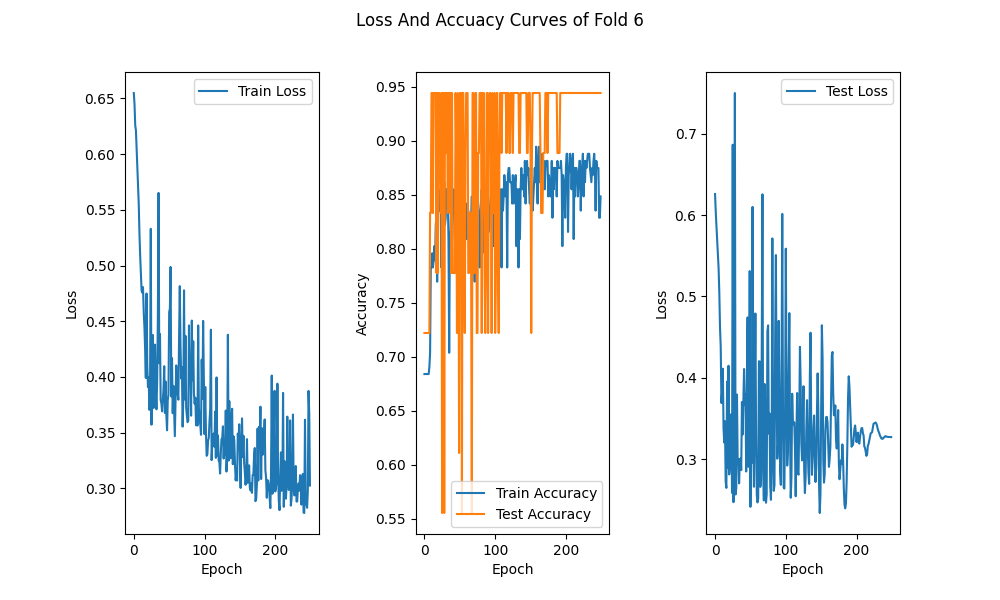 Loss And Accuacy Curves of Fold 6
Train Loss
0.65
0.60
0.55
0.50
0.45
0.40
0.35
0.30
Loss
0
100
200
Epoch
0.95
0.90
0.85
0.80
0.75
0.70
0.65
0.60
0.55
Accuracy
Train Accuracy
Test Accuracy
0
100
200
Epoch
Test Loss
0.7
0.6
0.5
0.4
0.3
Loss
0
100
200
Epoch